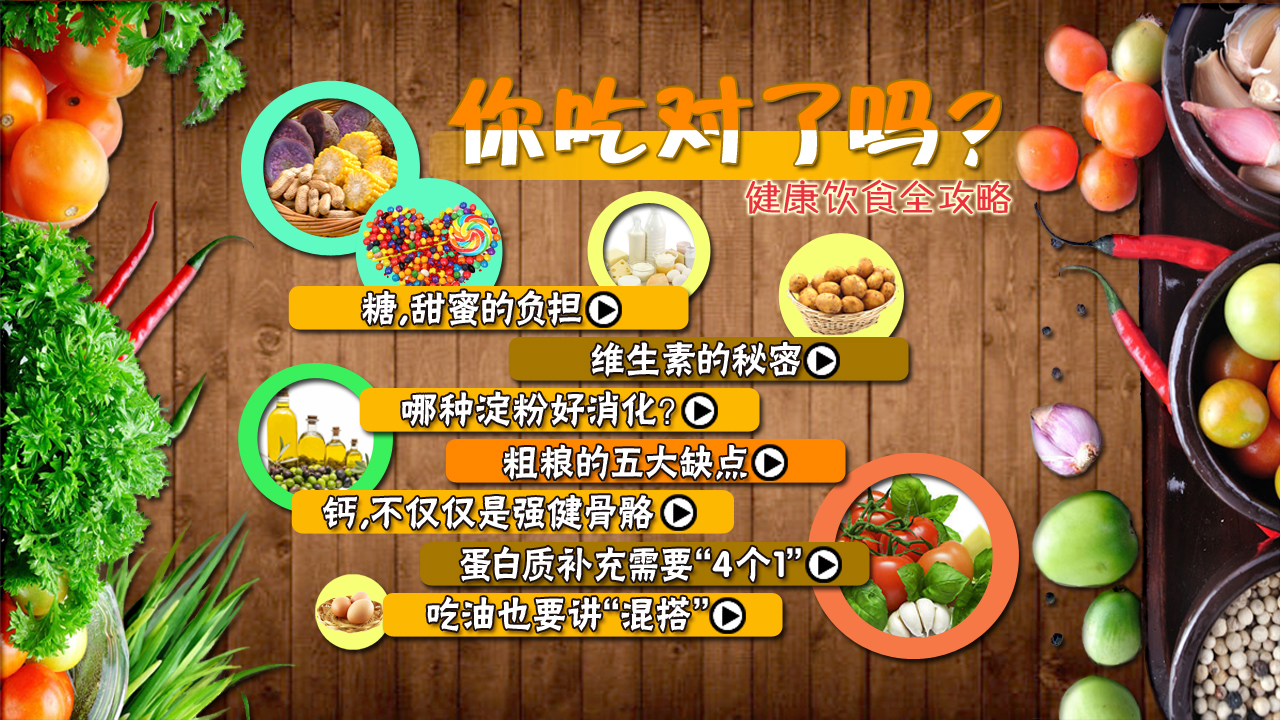 你吃对了吗?
健康饮食全攻略
糖,甜蜜的负担
维生素的秘密
哪种淀粉好消化?
粗粮的五大缺点
钙,不仅仅是强健骨骼
蛋白质补充需要“4个1”
吃油也要讲“混搭”